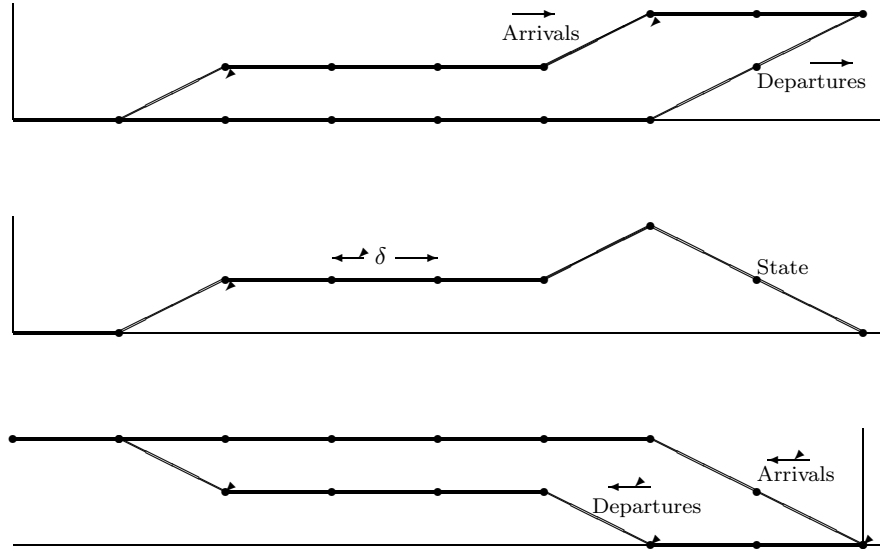 Arrivals
Departures
δ
State
Arrivals
Departures